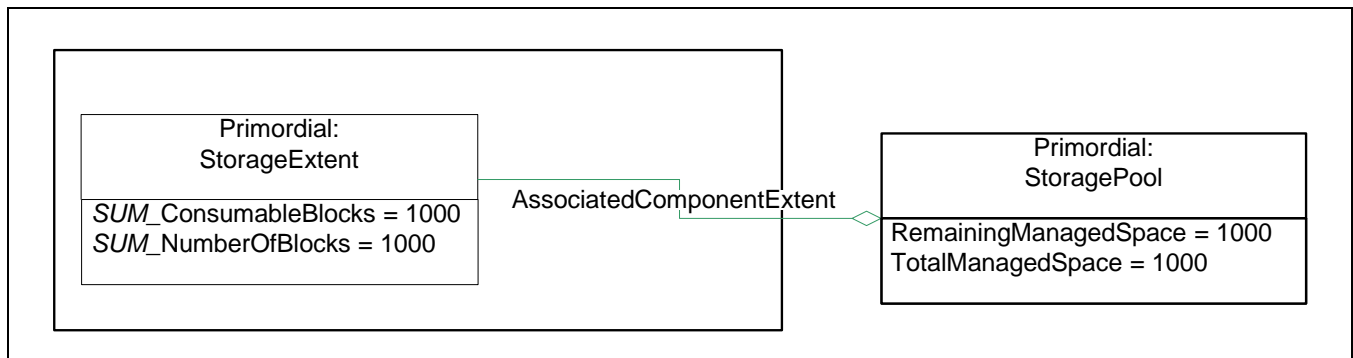 Primordial:
StorageExtent
SUM_ConsumableBlocks = 1000
SUM_NumberOfBlocks = 1000
AssociatedComponentExtent
Primordial:
StoragePool
RemainingManagedSpace = 1000
TotalManagedSpace = 1000